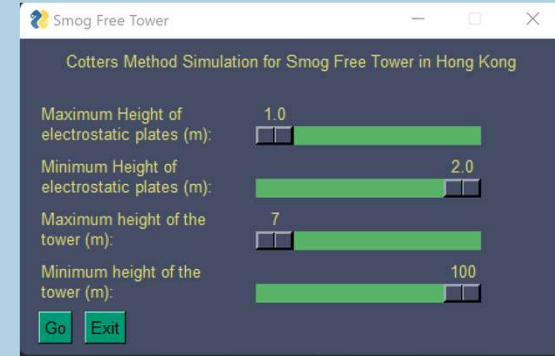 Smog Free Tower
Cotters Method Simulation for Smog Free Tower in Hong Kong
1.0
Maximum Height of
electrostatic plates (m):
2.0
Minimum Height of
electrostatic plates (m):
7
Maximum height of the
tower (m):
100
Minimum height of the
tower (m):
Go Exit